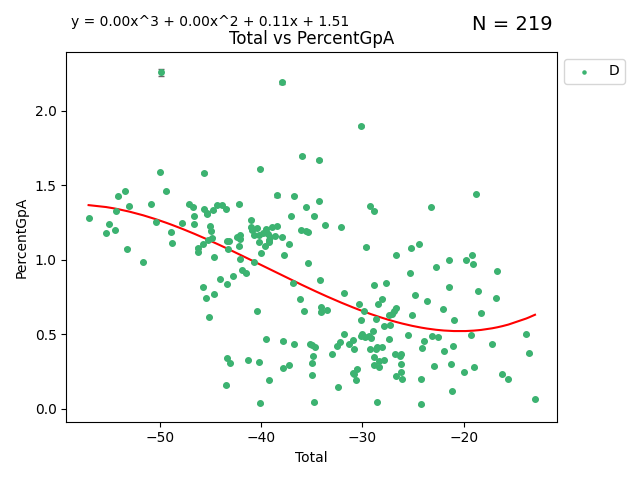 y = 0.00x^3 + 0.00x^2 + 0.11x + 1.51
N = 219
Total vs PercentGpA
D
2.0
1.5
1.0
0.5
0.0
PercentGpA
−50
−40
−30
−20
Total